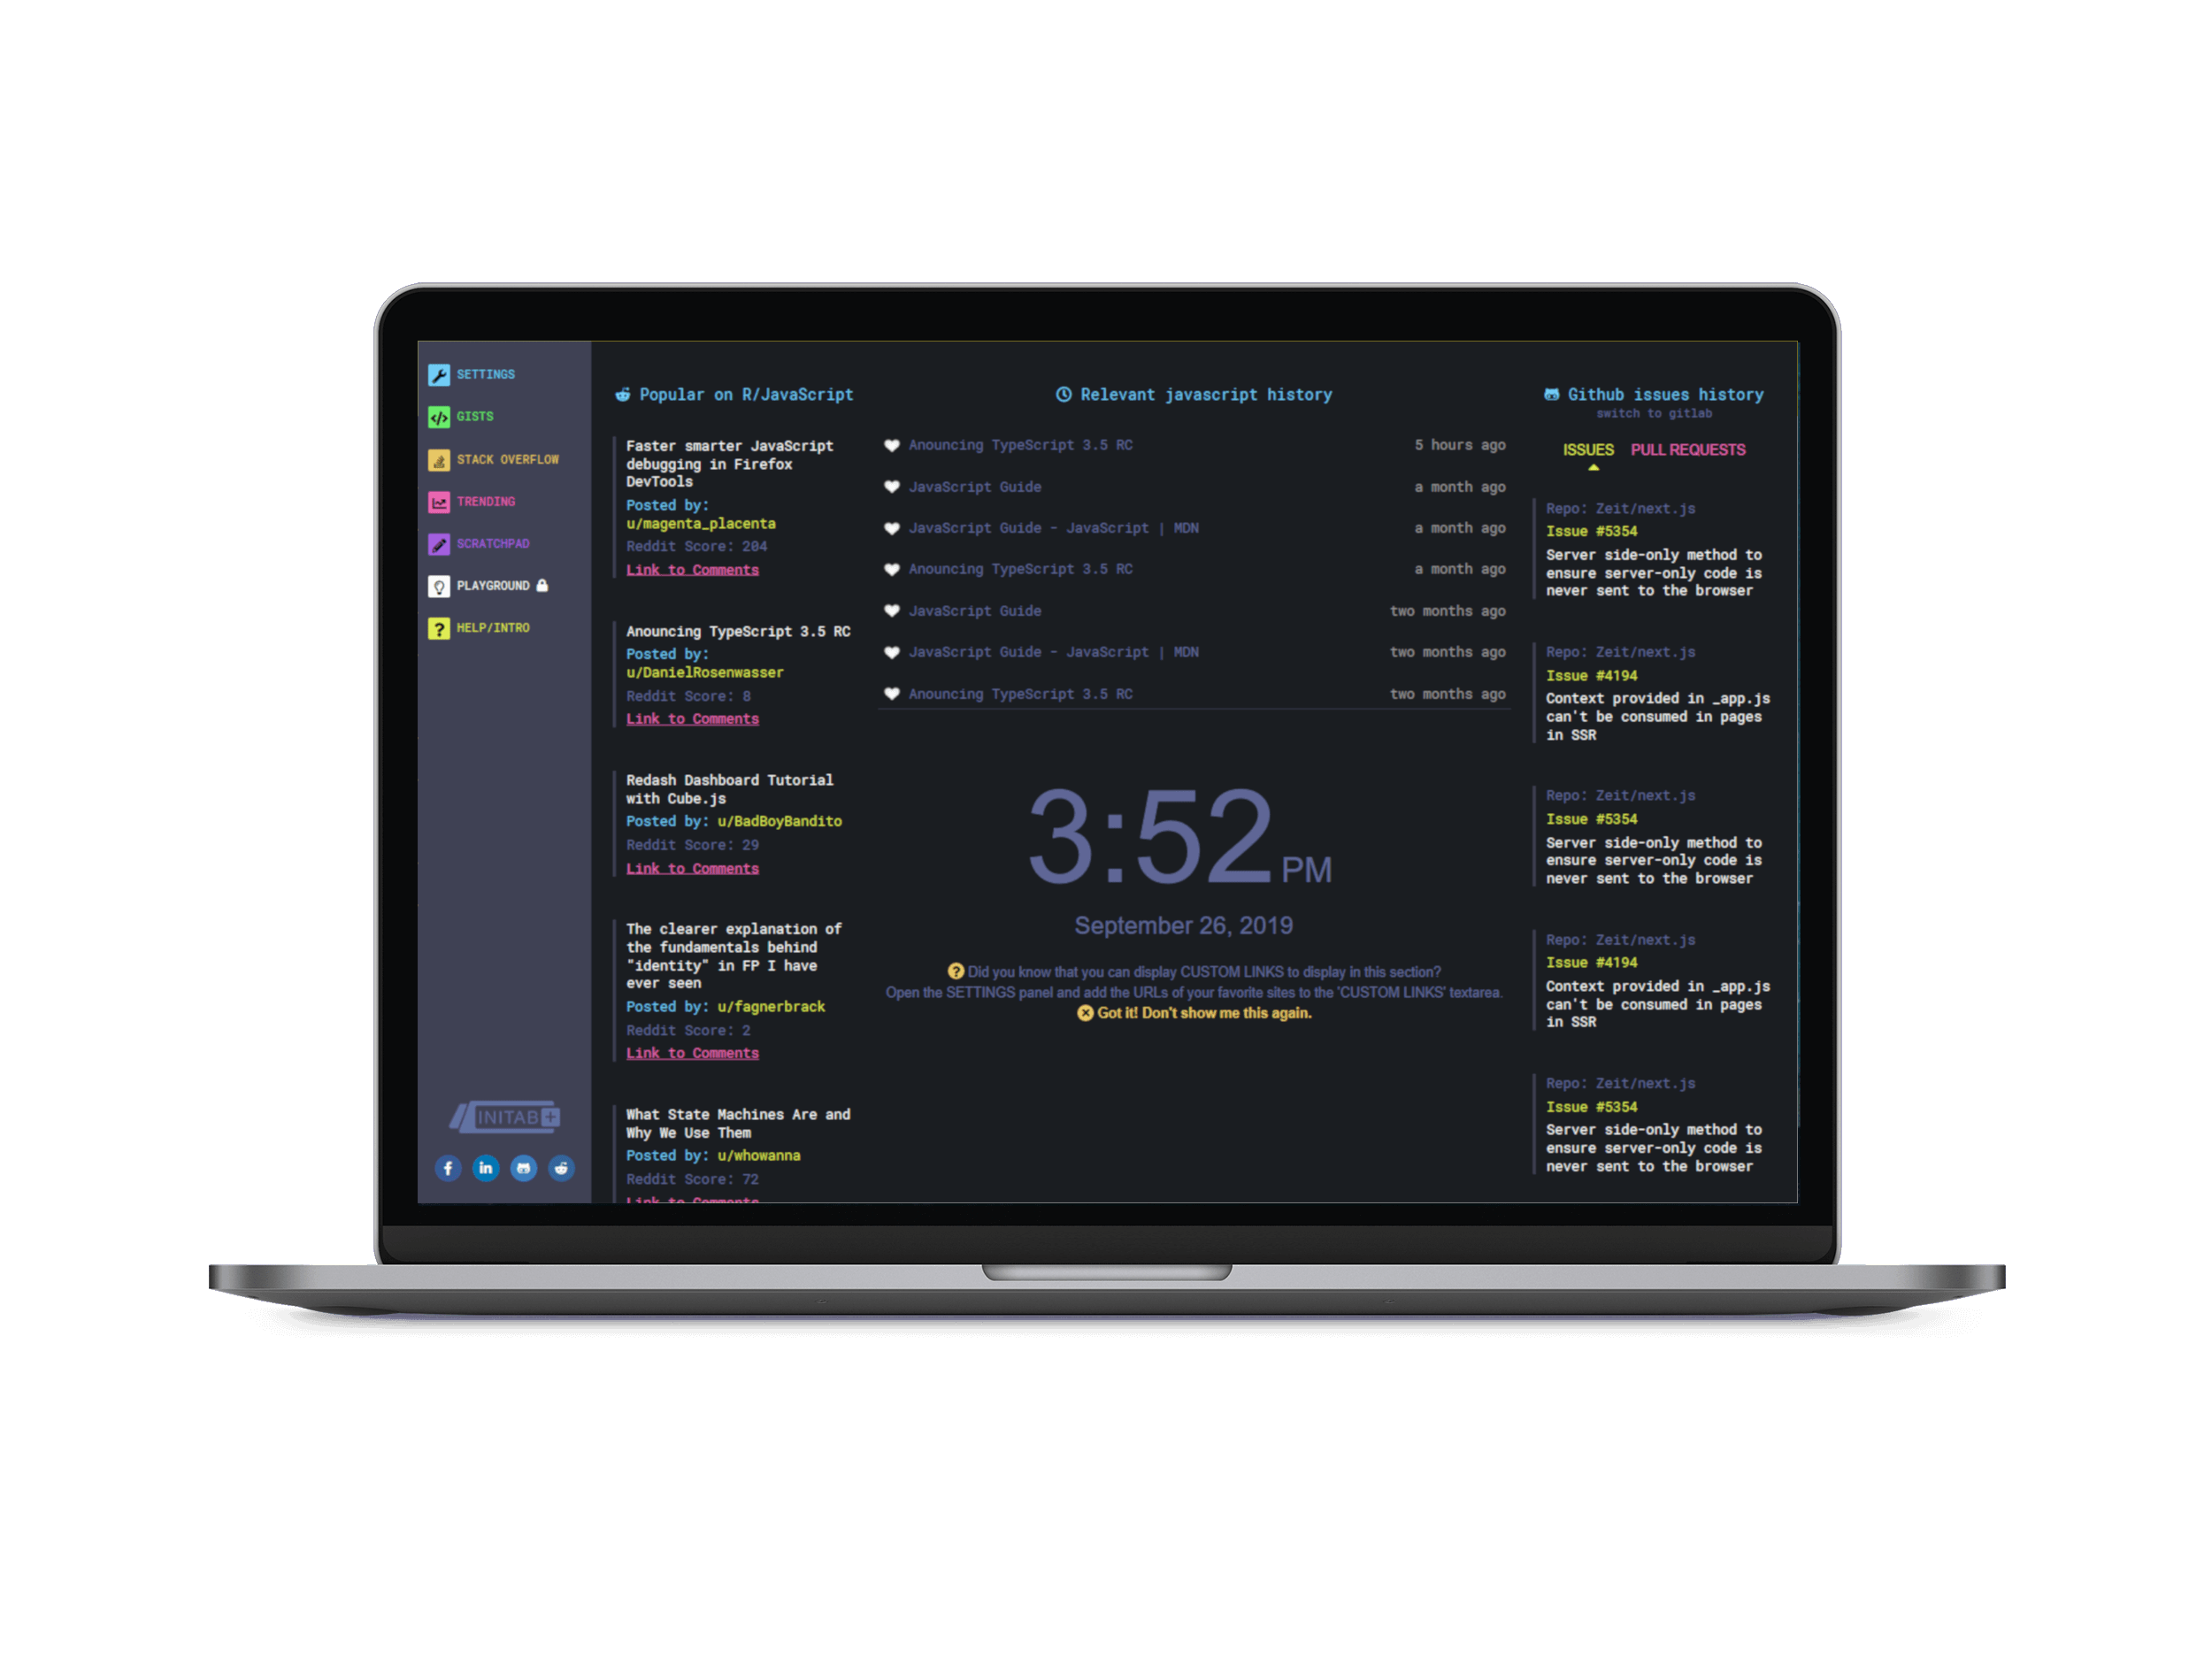 SETTINGS
GISTS
STACK OVERFLOW
TRENDING
SCRATCHPAD
PLAYGROUND
HELP/INTRO
INITAB
Popular on R/JavaScript
Faster smarter JavaScript
debugging in Firefox
DevTools
Posted by:
u/magenta_placenta
Reddit Score: 204
Link to Comments
Anouncing TypeScript 3.5 RC
Posted by:
u/DanielRosenwasser
Reddit Score: 8
Link to Comments
Redash Dashboard Tutorial
with Cube.js
Posted by: u/BadBoyBandito
Reddit Score: 29
Link to Comments
The clearer explanation of
the fundamentals behind
"identity" in FP I have
ever seen
Posted by: u/fagnerbrack
Reddit Score: 2
Link to Comments
What State Machines Are and
Why We Use Them
Posted by: u/whowanna
Reddit Score: 72
Link to Comments
Relevant javascript history
Anouncing TypeScript 3.5 RC 5 hours ago
JavaScript Guide a month ago
JavaScript Guide - JavaScript | MDN a month ago
Anouncing TypeScript 3.5 RC a month ago
JavaScript Guide two months ago
JavaScript Guide - JavaScript | MDN two months ago
Anouncing TypeScript 3.5 RC two months ago
3:52 PM
September 26, 2019
Did you know that you can display CUSTOM LINKS to display in this section?
Open the SETTINGS panel and add the URLs of your favorite sites to the 'CUSTOM LINKS' textarea.
Got it! Don't show me this again.
Github issues history
switch to gitlab
ISSUES PULL REQUESTS
Repo: Zeit/next.js
Issue #5354
Server side-only method to
ensure server-only code is
never sent to the browser
Repo: Zeit/next.js
Issue #4194
Context provided in _app.js
can't be consumed in pages
in SSR
Repo: Zeit/next.js
Issue #5354
Server side-only method to
ensure server-only code is
never sent to the browser
Repo: Zeit/next.js
Issue #4194
Context provided in _app.js
can't be consumed in pages
in SSR
Repo: Zeit/next.js
Issue #5354
Server side-only method to
ensure server-only code is
never sent to the browser